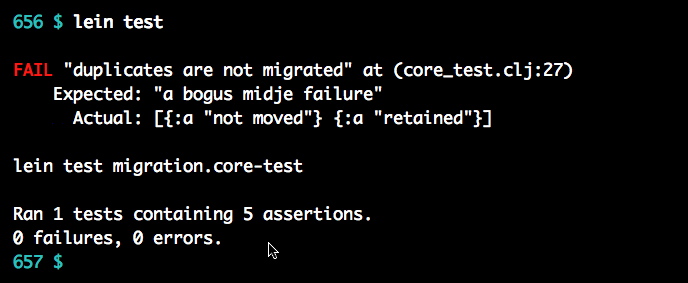 656 $ lein test
FAIL "duplicates are not migrated" at (core_test.clj:27)
Expected: "a bogus midje failure"
Actual: [{:a "not moved"} {:a "retained"}]
lein test migration.core-test
Ran 1 tests containing 5 assertions.
0 failures, 0 errors.
657 $